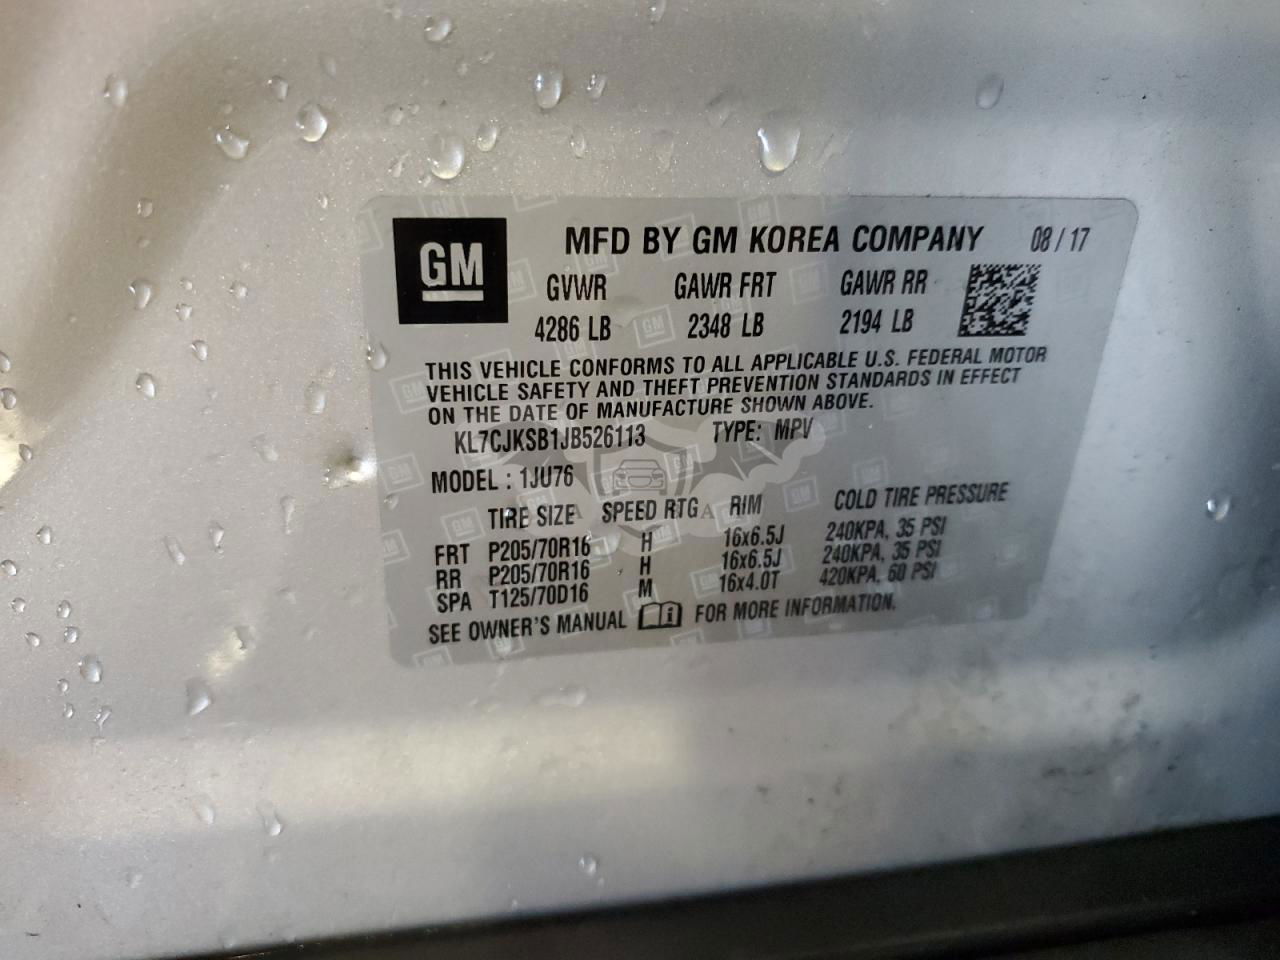 GM MFD BY GM KOREA COMPANY 08 / 17
GVWR GAWR FRT GAWR RR
4286 LB 2348 LB 2194 LB
THIS VEHICLE CONFORMS TO ALL APPLICABLE U.S. FEDERAL MOTOR
VEHICLE SAFETY AND THEFT PREVENTION STANDARDS IN EFFECT
ON THE DATE OF MANUFACTURE SHOWN ABOVE.
KL7CJKSB1JB526113 TYPE: MPV
MODEL : 1JU76
TIRE SIZE SPEED RTG RIM COLD TIRE PRESSURE
FRT P205/70R16 H 16x6.5J 240KPA, 35 PSI
RR P205/70R16 H 16x6.5J 240KPA, 35 PSI
SPA T125/70D16 M 16x4.0T 420KPA, 60 PSI
SEE OWNER'S MANUAL i FOR MORE INFORMATION.